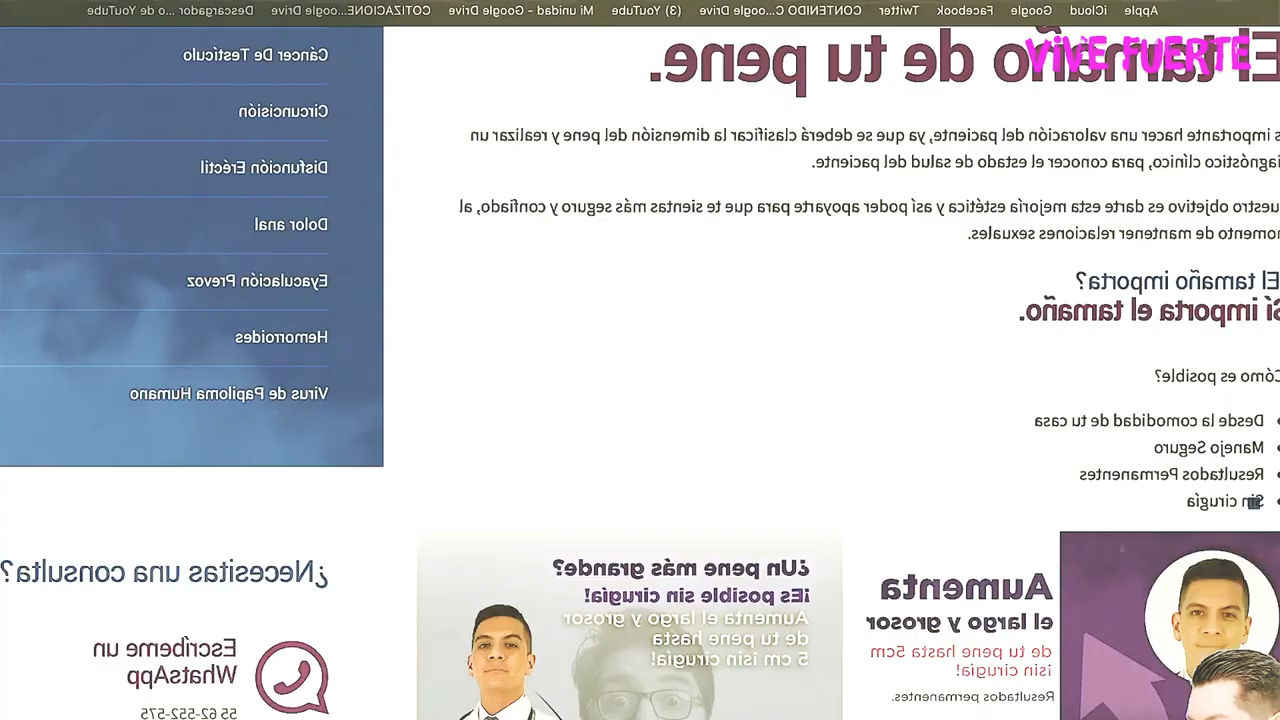 Apple iCloud Google Facebook Twitter CONTENIDO C...oogle Drive (3) YouTube Mi unidad - Google Drive COTIZACIONE...oogle Drive Descargador ...o de YouTube
VIVE FUERTE
El tamaño de tu pene.
s importante hacer una valoración del paciente, ya que se deberá clasificar la dimensión del pene y realizar un
iagnóstico clínico, para conocer el estado de salud del paciente.
uestro objetivo es darte esta mejoría estética y así poder apoyarte para que te sientas más seguro y confiado, al
momento de mantener relaciones sexuales.
El tamaño importa?
Sí importa el tamaño.
Cómo es posible?
Desde la comodidad de tu casa
Manejo Seguro
Resultados Permanentes
Sin cirugía
Aumenta
el largo y grosor
de tu pene hasta 5cm
¡sin cirugía!
Resultados permanentes.
¿Un pene más grande?
¡Es posible sin cirugía!
Aumenta el largo y grosor
de tu pene hasta
5 cm ¡sin cirugía!
Cáncer De Testículo
Circuncisión
Disfunción Eréctil
Dolor anal
Eyaculación Prevoz
Hemorroides
Virus de Papiloma Humano
¿Necesitas una consulta?
Escríbeme un
WhatsApp
55 62-552-575